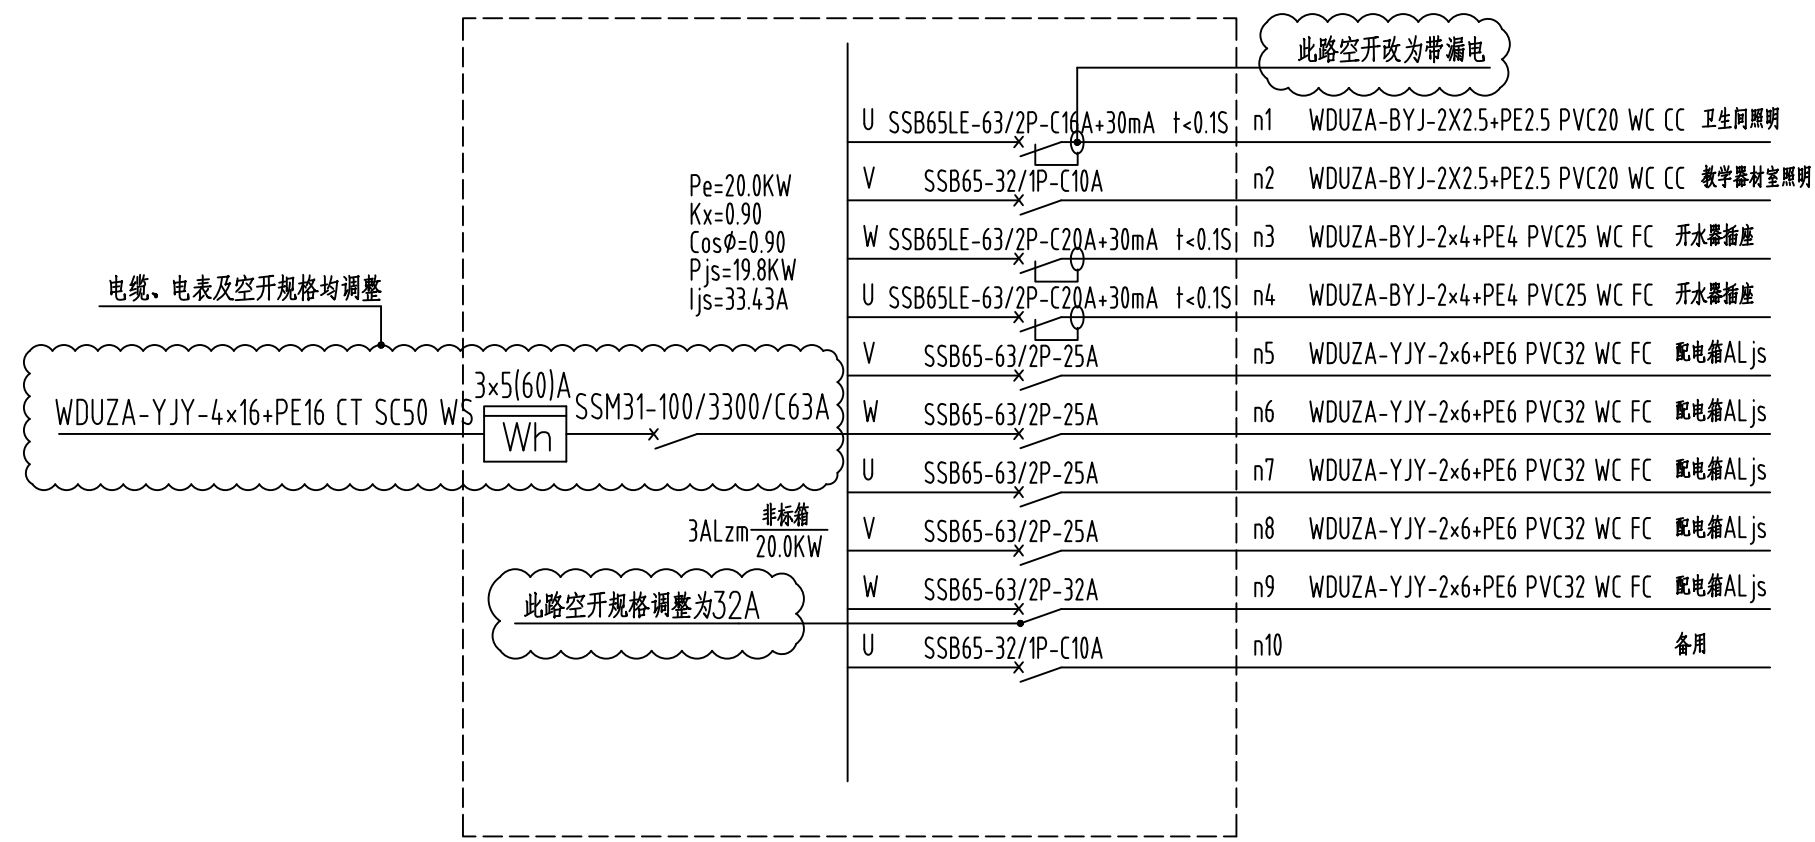 此路空开改为带漏电
U SSB65LE-63/2P-C16A+30mA t<0.1S n1 WDUZA-BYJ-2X2.5+PE2.5 PVC20 WC CC 卫生间照明
V SSB65-32/1P-C10A n2 WDUZA-BYJ-2X2.5+PE2.5 PVC20 WC CC 教学器材室照明
W SSB65LE-63/2P-C20A+30mA t<0.1S n3 WDUZA-BYJ-2×4+PE4 PVC25 WC FC 开水器插座
U SSB65LE-63/2P-C20A+30mA t<0.1S n4 WDUZA-BYJ-2×4+PE4 PVC25 WC FC 开水器插座
V SSB65-63/2P-25A n5 WDUZA-YJY-2×6+PE6 PVC32 WC FC 配电箱ALjs
W SSB65-63/2P-25A n6 WDUZA-YJY-2×6+PE6 PVC32 WC FC 配电箱ALjs
U SSB65-63/2P-25A n7 WDUZA-YJY-2×6+PE6 PVC32 WC FC 配电箱ALjs
V SSB65-63/2P-25A n8 WDUZA-YJY-2×6+PE6 PVC32 WC FC 配电箱ALjs
W SSB65-63/2P-32A n9 WDUZA-YJY-2×6+PE6 PVC32 WC FC 配电箱ALjs
U SSB65-32/1P-C10A n10 备用
Pe=20.0KW
Kx=0.90
CosØ=0.90
Pjs=19.8KW
Ijs=33.43A
电缆、电表及空开规格均调整
3×5(60)A
WDUZA-YJY-4×16+PE16 CT SC50 WS
Wh
SSM31-100/3300/C63A
3ALzm
非标箱
20.0KW
此路空开规格调整为32A